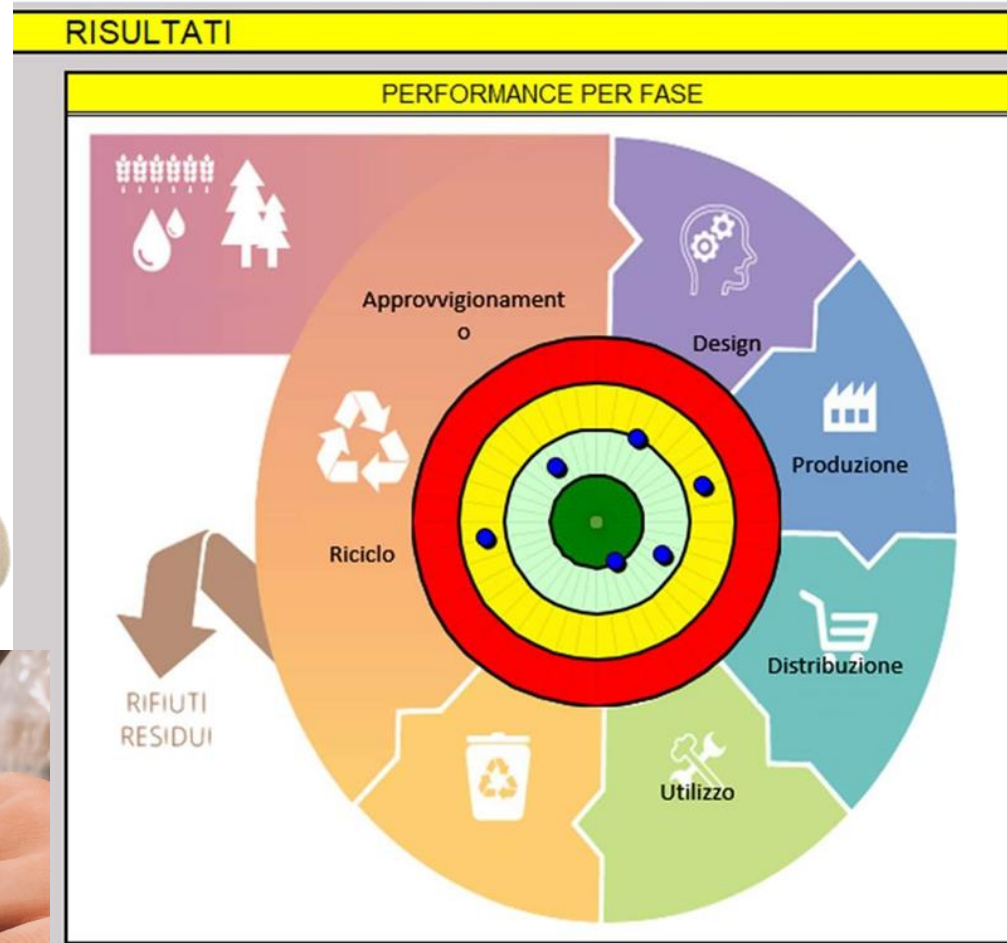 RISULTATI
PERFORMANCE PER FASE
Approvvigionament
o
Design
Produzione
Riciclo
Distribuzione
RIFIUTI
RESIDUI
Utilizzo